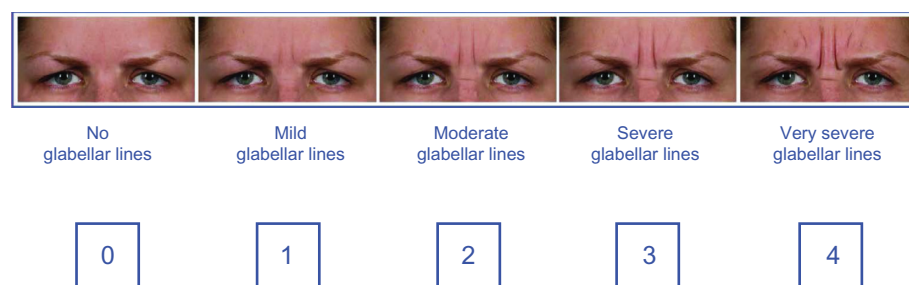 No
glabellar lines
Mild
glabellar lines
Moderate
glabellar lines
Severe
glabellar lines
Very severe
glabellar lines
0
1
2
3
4